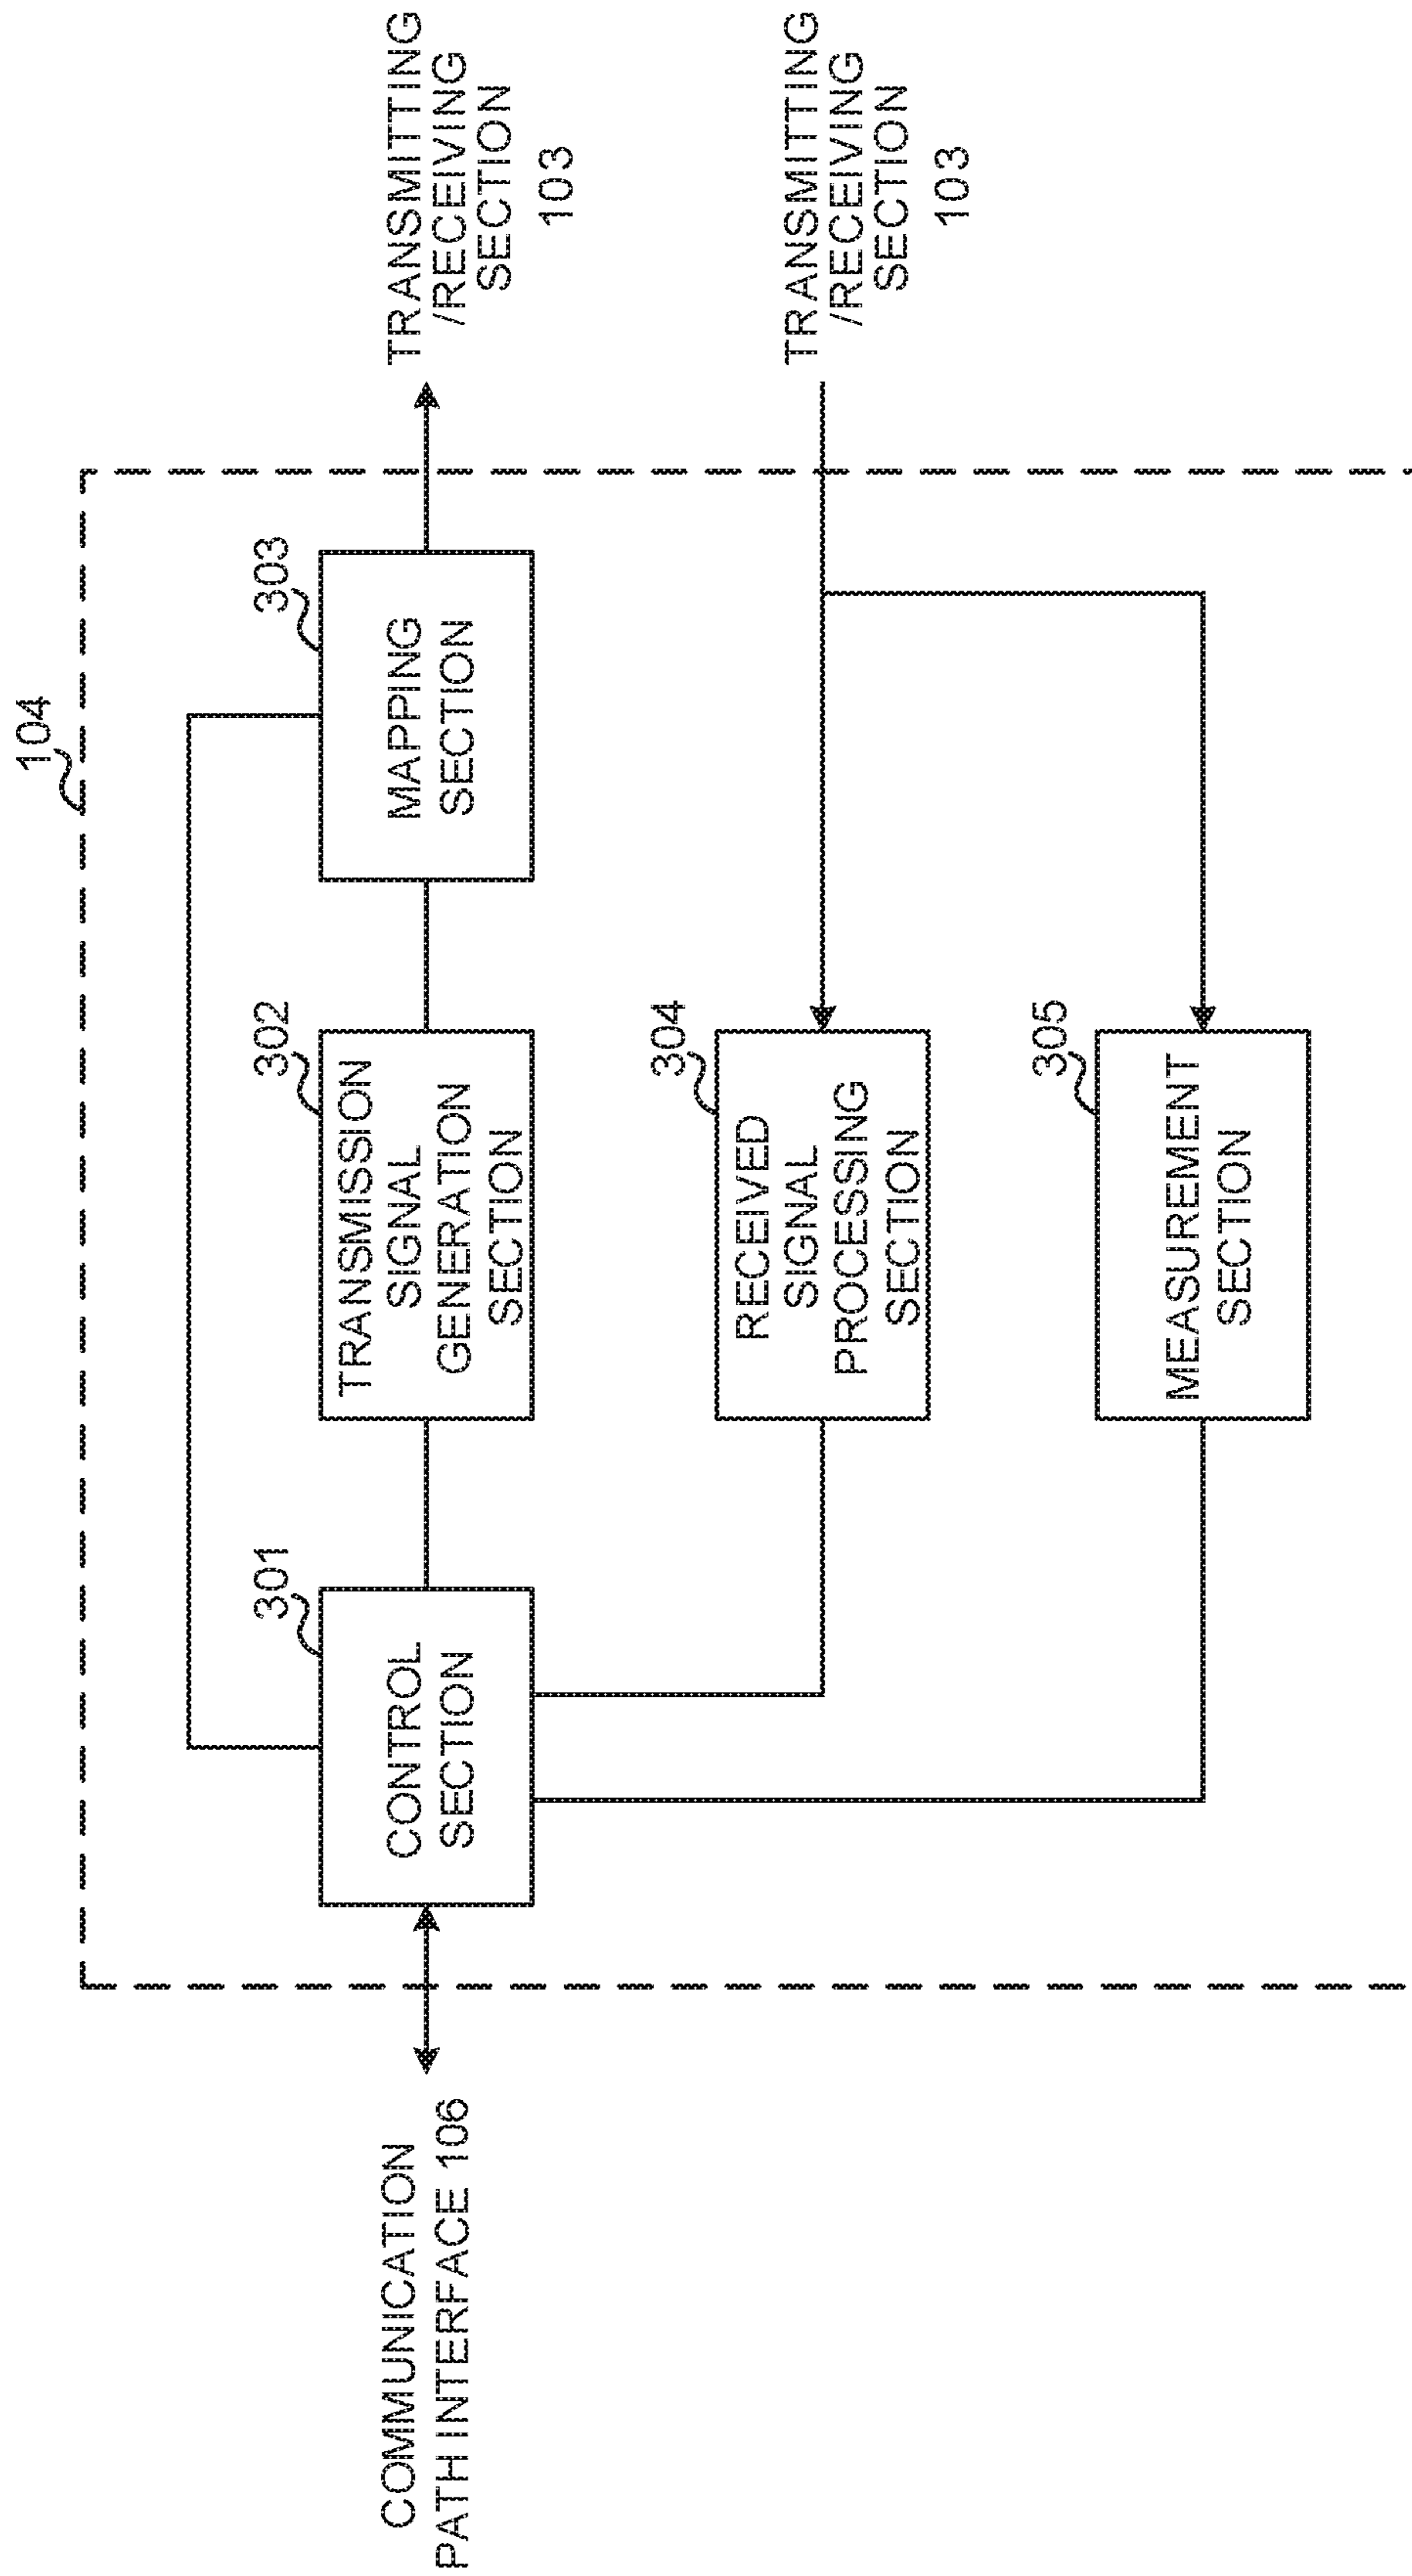 104
COMMUNICATION
PATH INTERFACE 106
301
CONTROL
SECTION
302
TRANSMISSION
SIGNAL
GENERATION
SECTION
303
MAPPING
SECTION
TRANSMITTING
/RECEIVING
SECTION
103
304
RECEIVED
SIGNAL
PROCESSING
SECTION
TRANSMITTING
/RECEIVING
SECTION
103
305
MEASUREMENT
SECTION